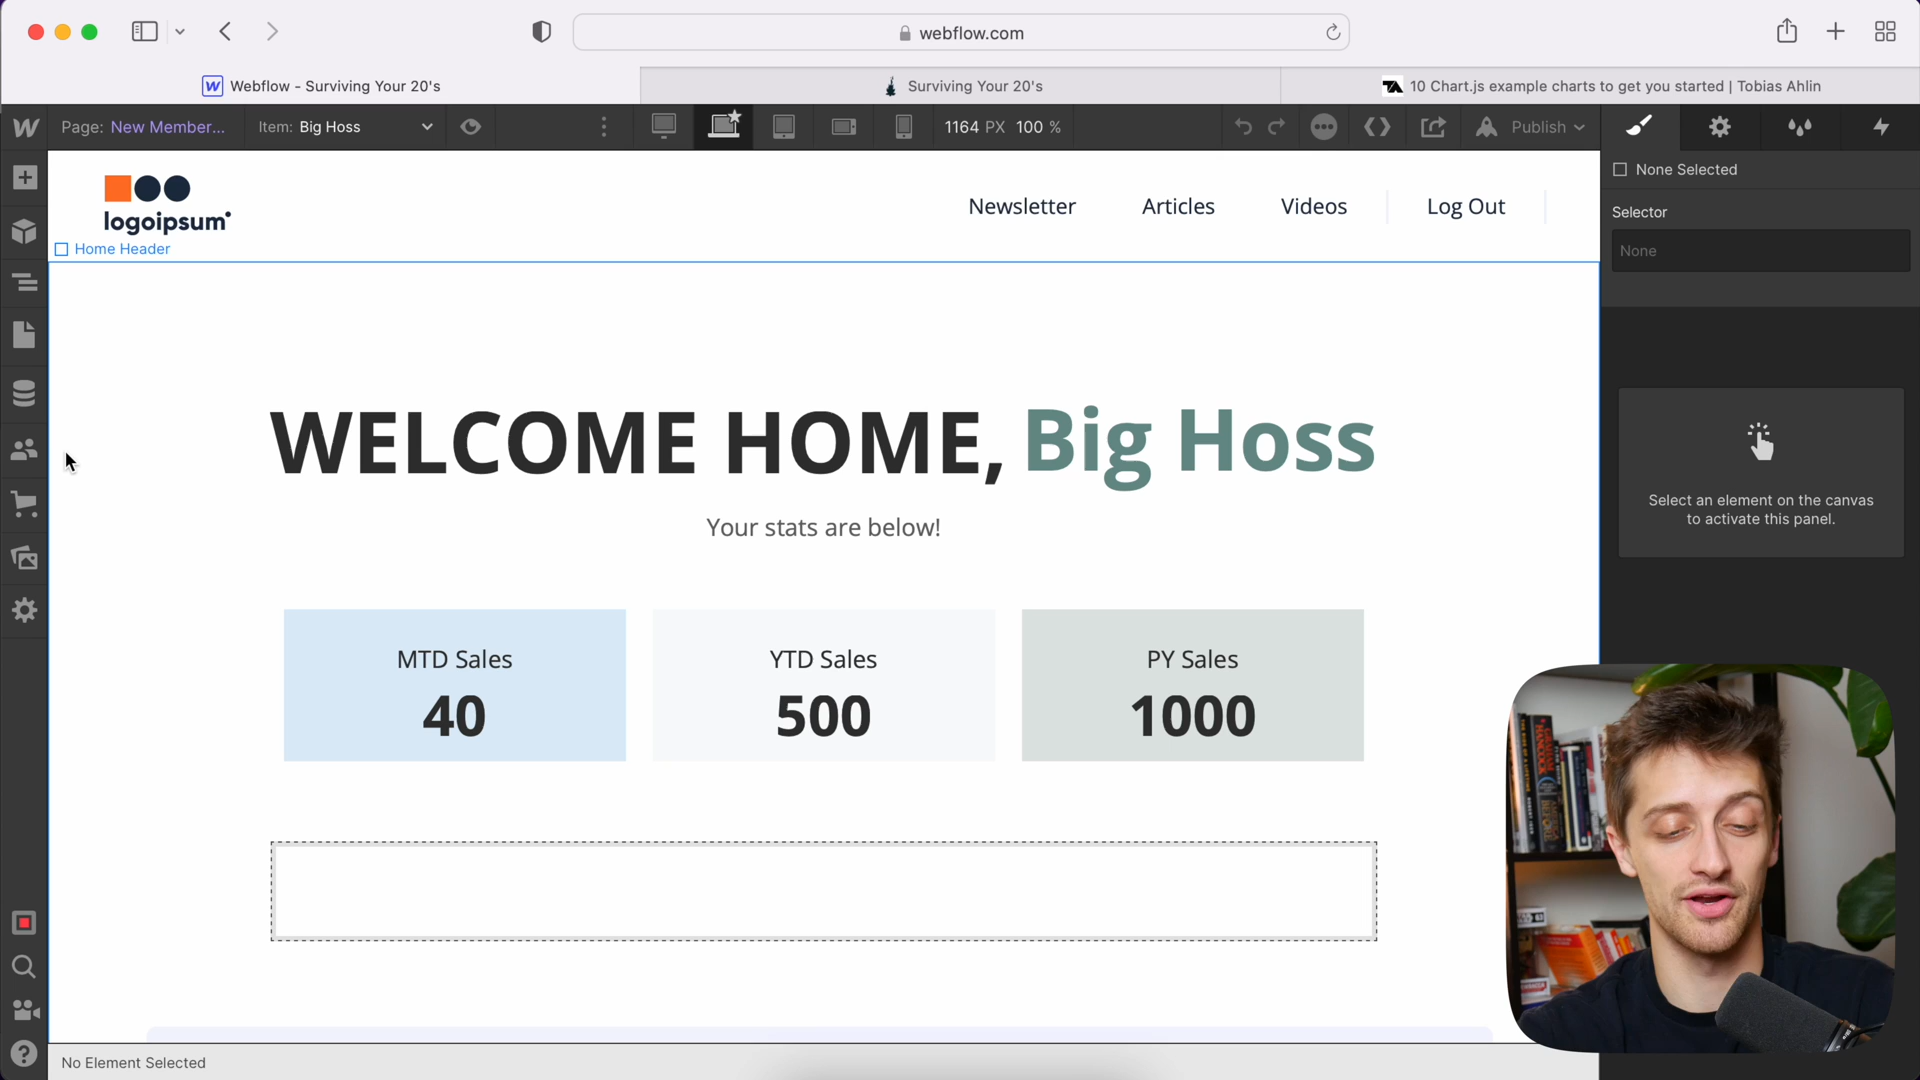 webflow.com
W Webflow - Surviving Your 20's
Surviving Your 20's
10 Chart.js example charts to get you started | Tobias Ahlin
Page: New Member...
Item: Big Hoss
1164 PX 100 %
Publish
None Selected
Selector
None
Select an element on the canvas
to activate this panel.
logoipsum
Newsletter
Articles
Videos
Log Out
Home Header
WELCOME HOME, Big Hoss
Your stats are below!
MTD Sales
40
YTD Sales
500
PY Sales
1000
No Element Selected